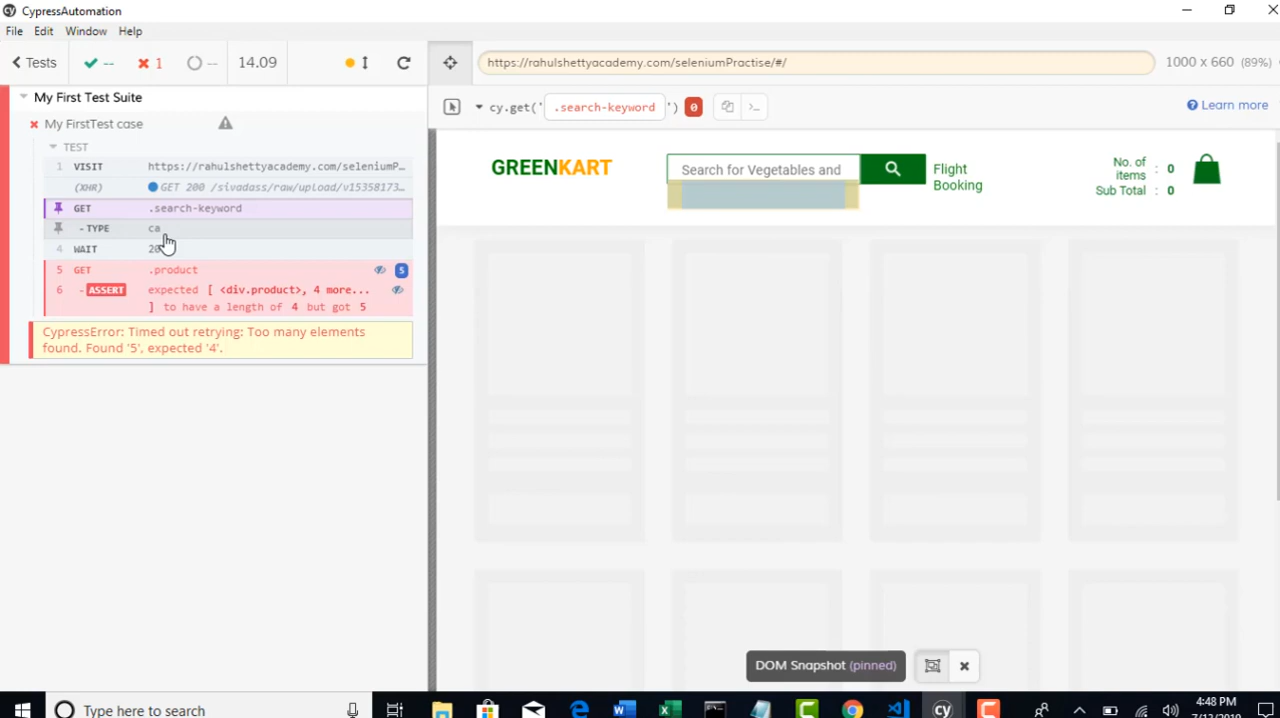 CypressAutomation
File Edit Window Help
Tests -- 1 -- 14.09 https://rahulshettyacademy.com/seleniumPractise/#/ 1000 x 660 (89%)
My First Test Suite
cy.get(' .search-keyword ') 0 Learn more
My FirstTest case
TEST
1 VISIT https://rahulshettyacademy.com/seleniumP…
(XHR) GET 200 /sivadass/raw/upload/v15358173…
GET .search-keyword
- TYPE ca
4 WAIT
5 GET .product 5
6 - ASSERT expected [ <div.product>, 4 more...
] to have a length of 4 but got 5
CypressError: Timed out retrying: Too many elements
found. Found '5', expected '4'.
GREENKART
Search for Vegetables and
Flight
Booking
No. of
items : 0
Sub Total : 0
DOM Snapshot (pinned)
Type here to search
4:48 PM